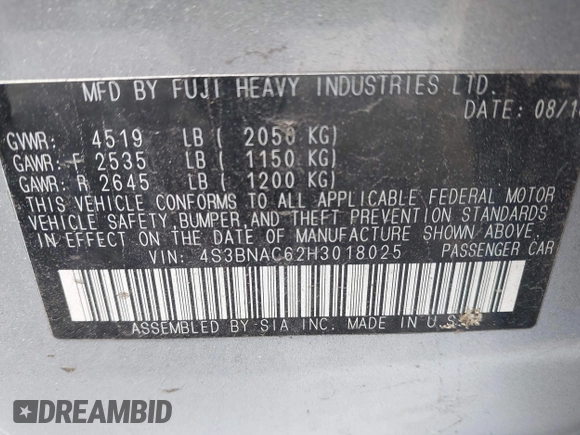 MFD BY FUJI HEAVY INDUSTRIES LTD.
DATE: 08/1
GVWR: 4519 LB ( 2050 KG)
GAWR: F 2535 LB ( 1150 KG)
GAWR: R 2645 LB ( 1200 KG)
THIS VEHICLE CONFORMS TO ALL APPLICABLE FEDERAL MOTOR
VEHICLE SAFETY, BUMPER, AND THEFT PREVENTION STANDARDS
IN EFFECT ON THE DATE OF MANUFACTURE SHOWN ABOVE.
VIN: 4S3BNAC62H3018025 PASSENGER CAR
ASSEMBLED BY SIA INC. MADE IN U.S.
DREAMBID